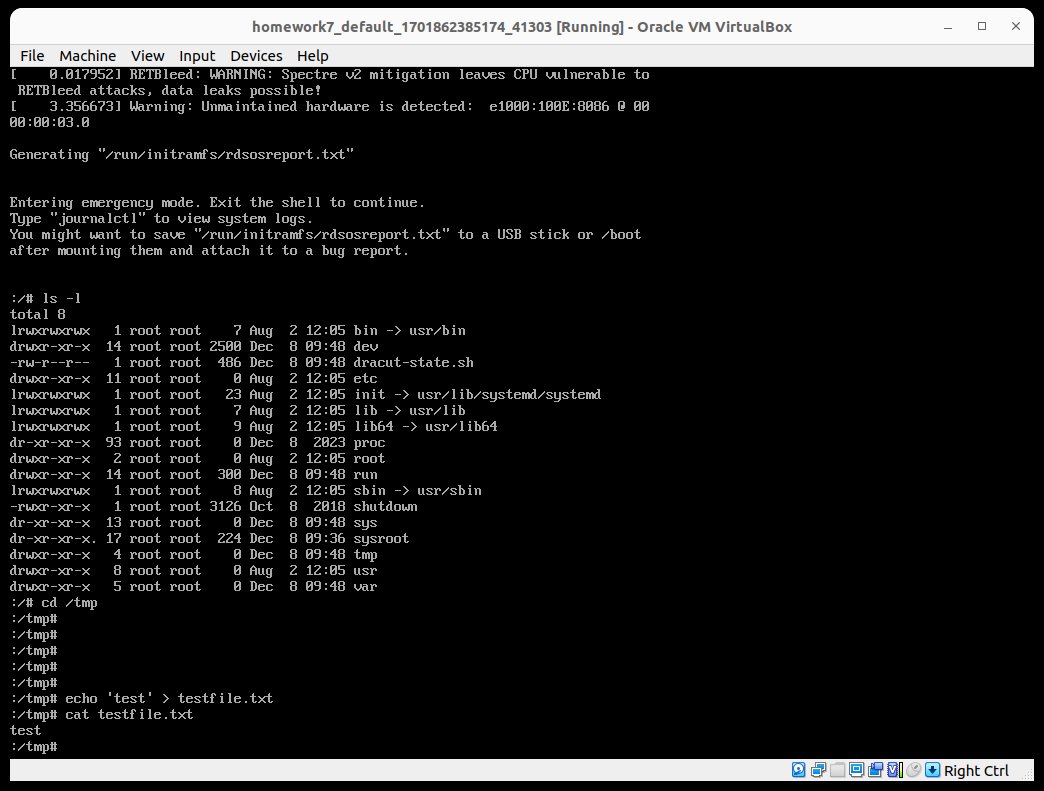 homework7_default_1701862385174_41303 [Running] - Oracle VM VirtualBox
File Machine View Input Devices Help
[    0.017952] RETBleed: WARNING: Spectre v2 mitigation leaves CPU vulnerable to
 RETBleed attacks, data leaks possible!
[    3.356673] Warning: Unmaintained hardware is detected:  e1000:100E:8086 @ 00
00:00:03.0
Generating "/run/initramfs/rdsosreport.txt"
Entering emergency mode. Exit the shell to continue.
Type "journalctl" to view system logs.
You might want to save "/run/initramfs/rdsosreport.txt" to a USB stick or /boot
after mounting them and attach it to a bug report.
:/# ls -l
total 8
lrwxrwxrwx   1 root root    7 Aug  2 12:05 bin -> usr/bin
drwxr-xr-x  14 root root 2500 Dec  8 09:48 dev
-rw-r--r--   1 root root  486 Dec  8 09:48 dracut-state.sh
drwxr-xr-x  11 root root    0 Aug  2 12:05 etc
lrwxrwxrwx   1 root root   23 Aug  2 12:05 init -> usr/lib/systemd/systemd
lrwxrwxrwx   1 root root    7 Aug  2 12:05 lib -> usr/lib
lrwxrwxrwx   1 root root    9 Aug  2 12:05 lib64 -> usr/lib64
dr-xr-xr-x  93 root root    0 Dec  8  2023 proc
drwxr-xr-x   2 root root    0 Aug  2 12:05 root
drwxr-xr-x  14 root root  300 Dec  8 09:48 run
lrwxrwxrwx   1 root root    8 Aug  2 12:05 sbin -> usr/sbin
-rwxr-xr-x   1 root root 3126 Oct  8  2018 shutdown
dr-xr-xr-x  13 root root    0 Dec  8 09:48 sys
dr-xr-xr-x. 17 root root  224 Dec  8 09:36 sysroot
drwxr-xr-x   4 root root    0 Dec  8 09:48 tmp
drwxr-xr-x   8 root root    0 Aug  2 12:05 usr
drwxr-xr-x   5 root root    0 Dec  8 09:48 var
:/# cd /tmp
:/tmp#
:/tmp#
:/tmp#
:/tmp#
:/tmp#
:/tmp# echo 'test' > testfile.txt
:/tmp# cat testfile.txt
test
:/tmp#
Right Ctrl